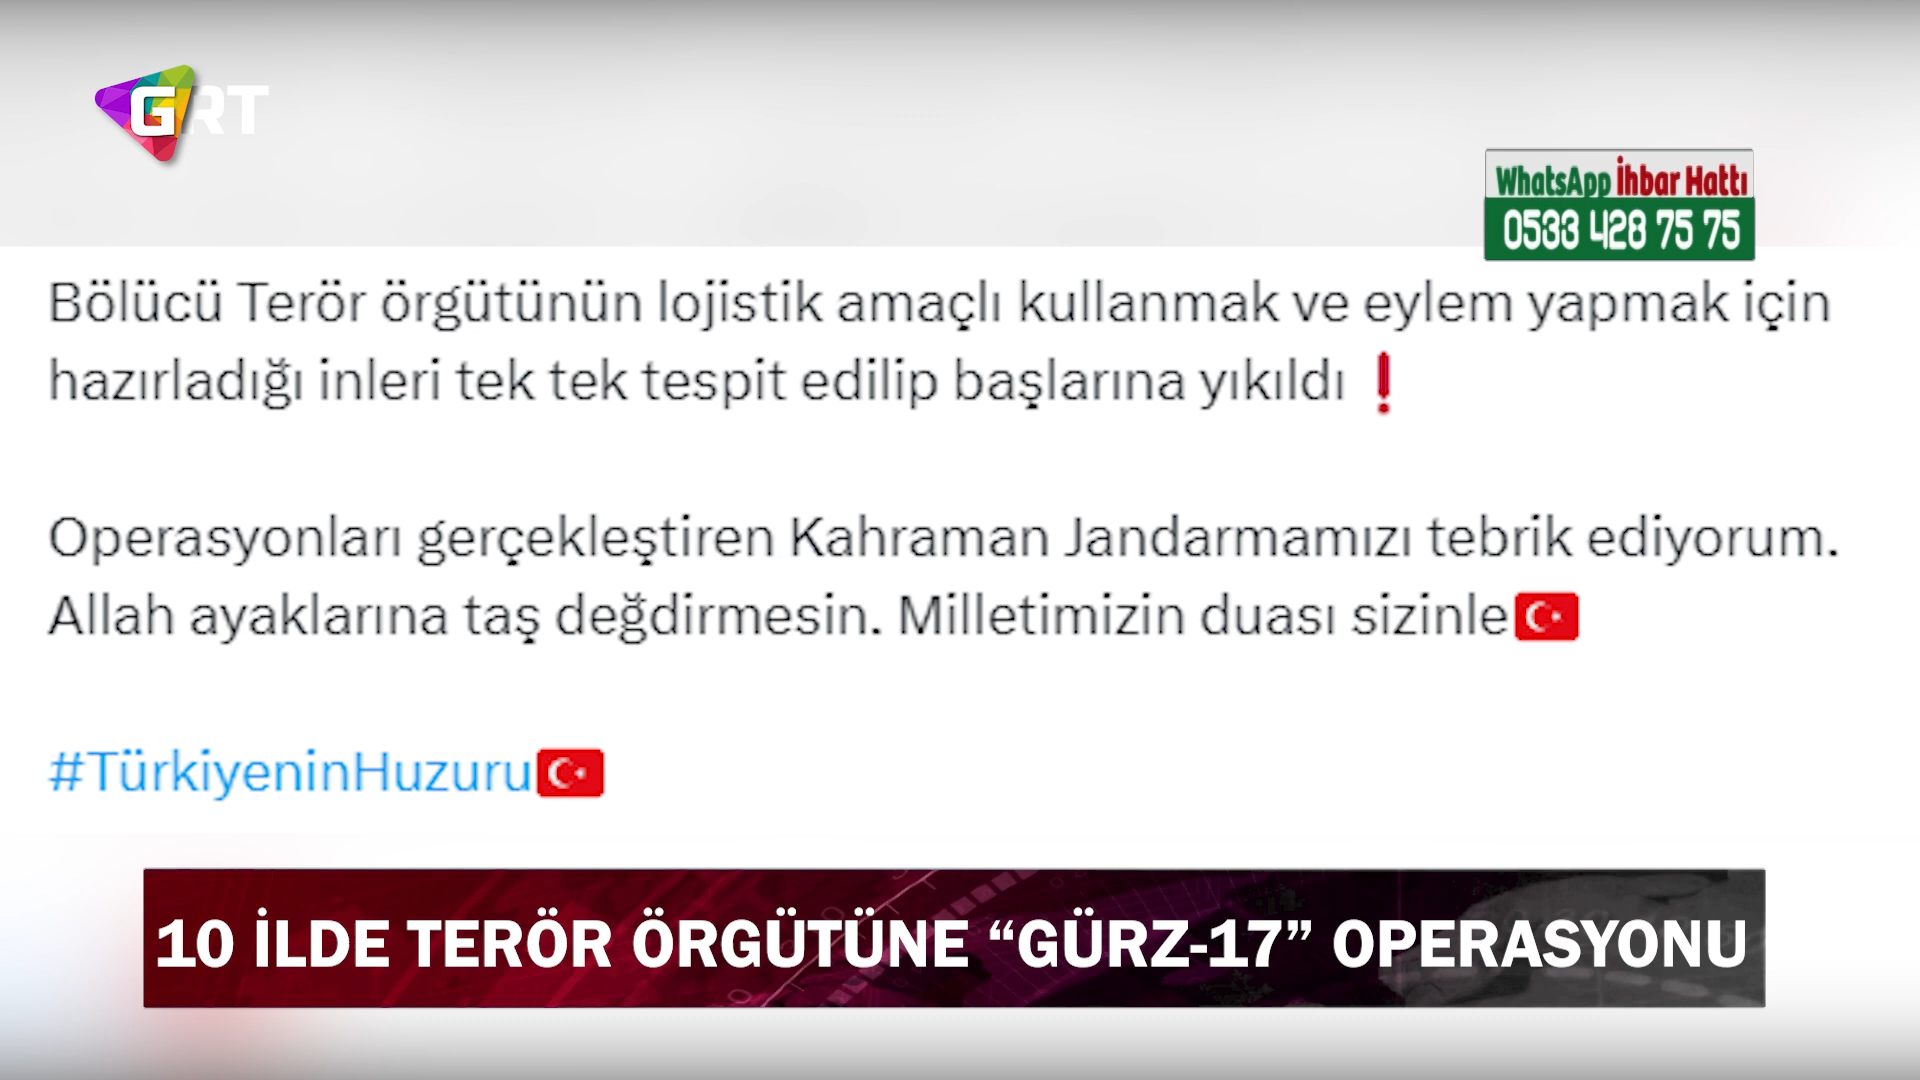 GRT
WhatsApp İhbar Hattı
0533 428 75 75
Bölücü Terör örgütünün lojistik amaçlı kullanmak ve eylem yapmak için
hazırladığı inleri tek tek tespit edilip başlarına yıkıldı❗
Operasyonları gerçekleştiren Kahraman Jandarmamızı tebrik ediyorum.
Allah ayaklarına taş değdirmesin. Milletimizin duası sizinle🇹🇷
#TürkiyeninHuzuru🇹🇷
10 İLDE TERÖR ÖRGÜTÜNE “GÜRZ-17” OPERASYONU